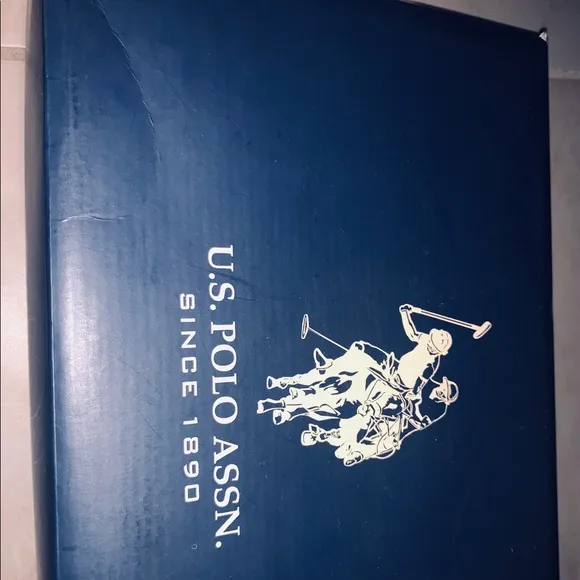 U.S. POLO ASSN.
SINCE 1890